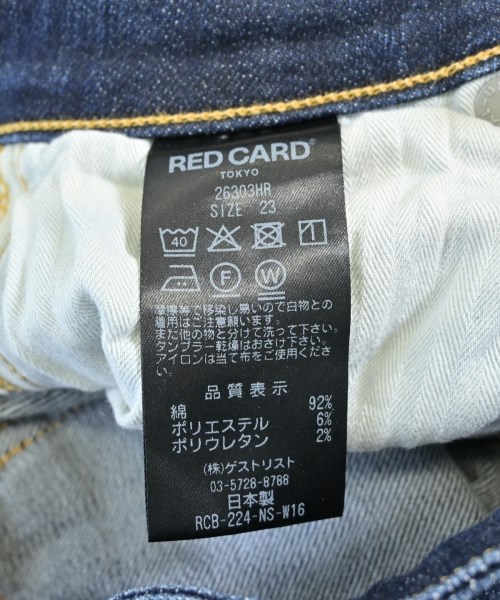 RED CARD®
TOKYO
26303HR
SIZE 23
40
F W
摩擦等で移染し易いので白物との
着用はご注意願います。
また他の物と分けて洗って下さい。
タンブラー乾燥はおさけ下さい。
アイロンは当て布をご使用くださ
い。
品質表示
綿 92%
ポリエステル 6%
ポリウレタン 2%
(株)ゲストリスト
03-5728-8788
日本製
RCB-224-NS-W16